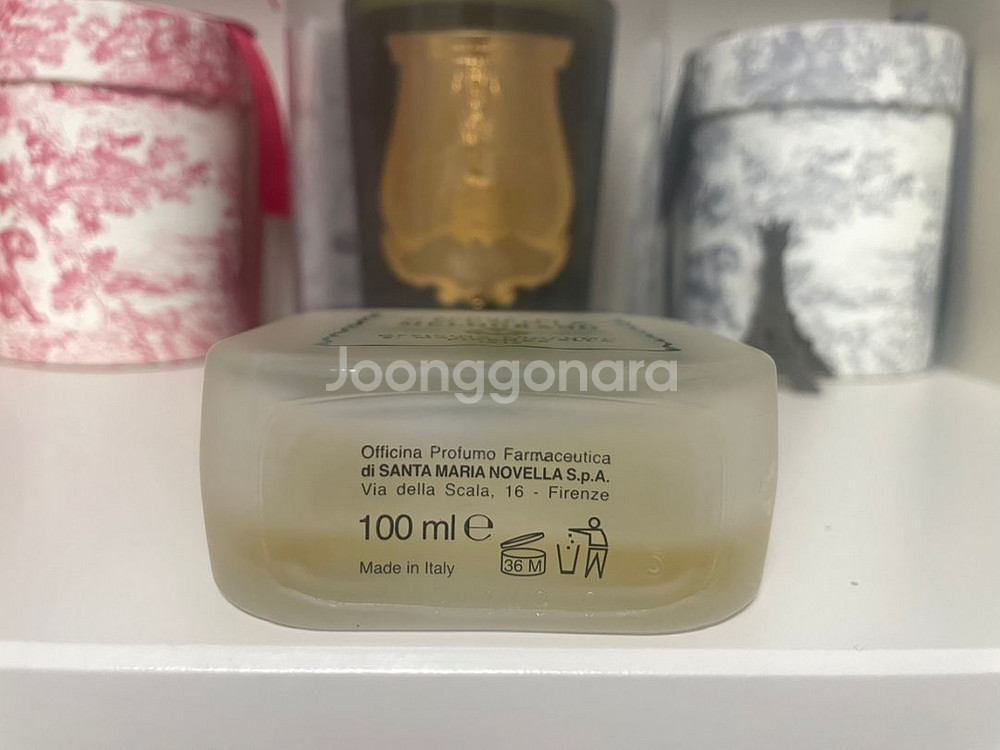 MELOGRANO
Joonggonara
Officina Profumo Farmaceutica
di SANTA MARIA NOVELLA S.p.A.
Via della Scala, 16 - Firenze
100 ml ℮
36 M
Made in Italy